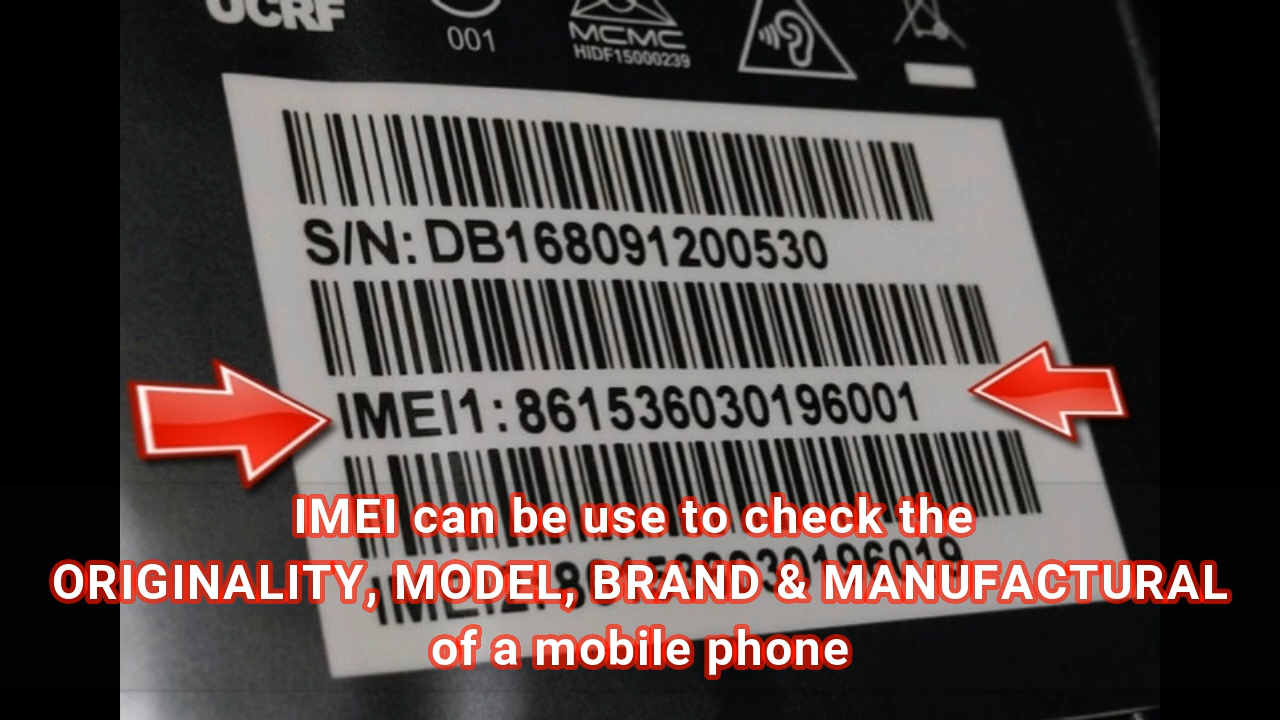 UCRF
001
MCMC
HIDF15000239
S/N: DB168091200530
IMEI1: 861536030196001
IMEI can be use to check the
ORIGINALITY, MODEL, BRAND & MANUFACTURAL
of a mobile phone